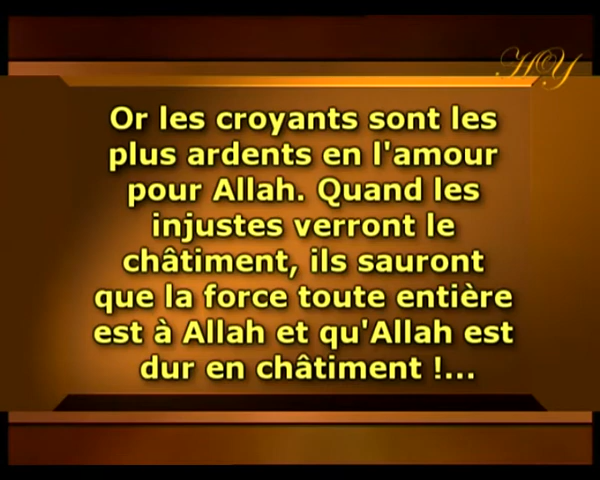 HY
Or les croyants sont les
plus ardents en l'amour
pour Allah. Quand les
injustes verront le
châtiment, ils sauront
que la force toute entière
est à Allah et qu'Allah est
dur en châtiment !...